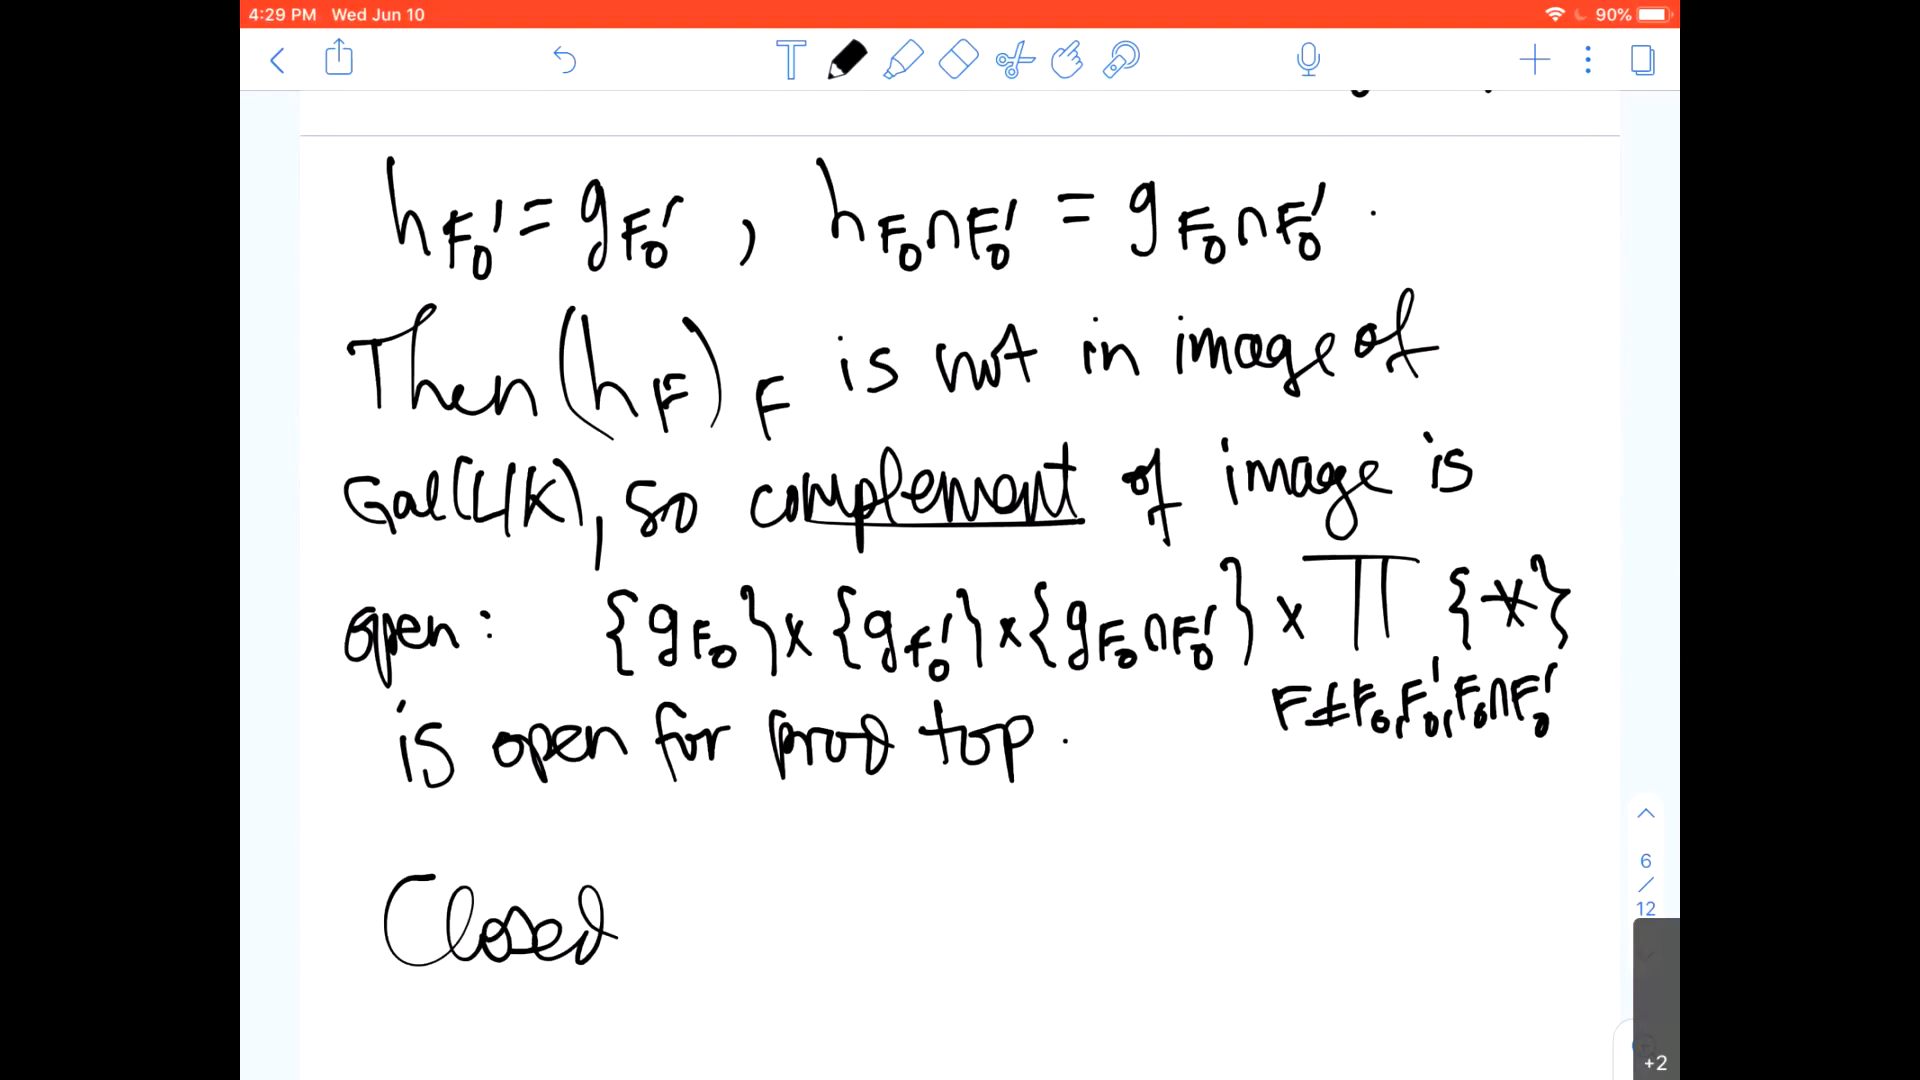 4:29 PM Wed Jun 10 90%
h_{F_0'} = g_{F_0'} , h_{F_0∩F_0'} = g_{F_0∩F_0'} .
Then (h_F)_F is not in image of
Gal(L/K), so complement of image is
open: {g_{F_0}} × {g_{F_0'}} × {g_{F_0∩F_0'}} × ∏ {*}
F≠F_0, F_0', F_0∩F_0'
is open for prod top.
Closed
6
/
12
+2